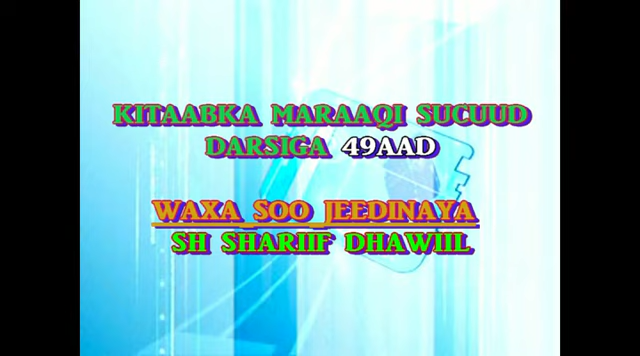 KITAABKA MARAAQI SUCUUD
DARSIGA 49AAD
WAXA SOO JEEDINAYA
SH SHARIIF DHAWIIL